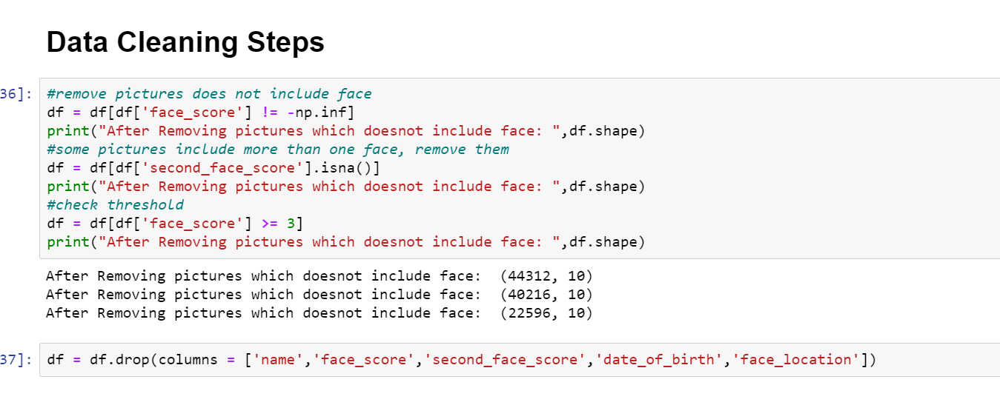 Data Cleaning Steps
36]:
#remove pictures does not include face
df = df[df['face_score'] != -np.inf]
print("After Removing pictures which doesnot include face: ",df.shape)
#some pictures include more than one face, remove them
df = df[df['second_face_score'].isna()]
print("After Removing pictures which doesnot include face: ",df.shape)
#check threshold
df = df[df['face_score'] >= 3]
print("After Removing pictures which doesnot include face: ",df.shape)
After Removing pictures which doesnot include face:  (44312, 10)
After Removing pictures which doesnot include face:  (40216, 10)
After Removing pictures which doesnot include face:  (22596, 10)
37]:
df = df.drop(columns = ['name','face_score','second_face_score','date_of_birth','face_location'])